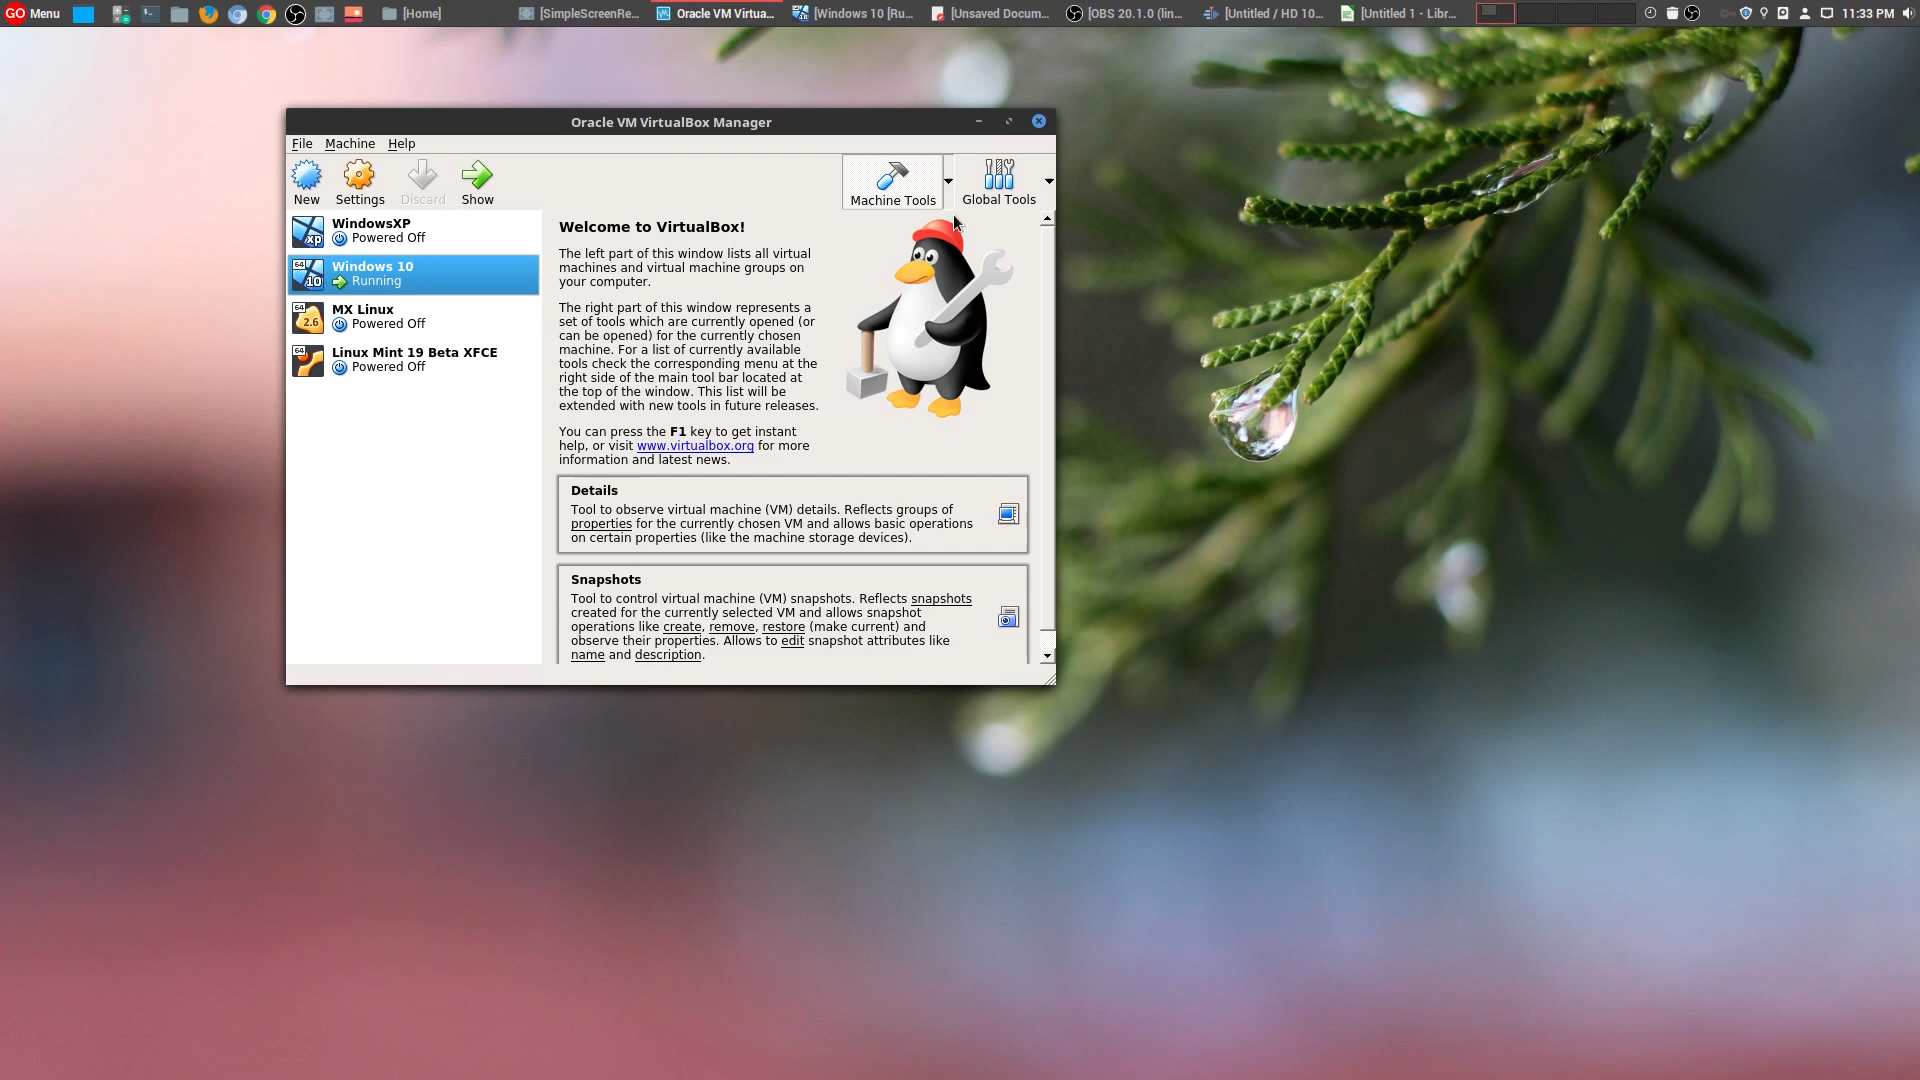 GO Menu [Home] [SimpleScreenRe... Oracle VM Virtua... [Windows 10 [Ru... [Unsaved Docum... [OBS 20.1.0 (lin... [Untitled / HD 10... [Untitled 1 - Libr... 11:33 PM
Oracle VM VirtualBox Manager
File Machine Help
New Settings Discard Show Machine Tools Global Tools
WindowsXP
xp
Powered Off
Windows 10
64
10
Running
MX Linux
64
2.6
Powered Off
Linux Mint 19 Beta XFCE
64
Powered Off
Welcome to VirtualBox!
The left part of this window lists all virtual
machines and virtual machine groups on
your computer.
The right part of this window represents a
set of tools which are currently opened (or
can be opened) for the currently chosen
machine. For a list of currently available
tools check the corresponding menu at the
right side of the main tool bar located at
the top of the window. This list will be
extended with new tools in future releases.
You can press the F1 key to get instant
help, or visit www.virtualbox.org for more
information and latest news.
Details
Tool to observe virtual machine (VM) details. Reflects groups of
properties for the currently chosen VM and allows basic operations
on certain properties (like the machine storage devices).
Snapshots
Tool to control virtual machine (VM) snapshots. Reflects snapshots
created for the currently selected VM and allows snapshot
operations like create, remove, restore (make current) and
observe their properties. Allows to edit snapshot attributes like
name and description.